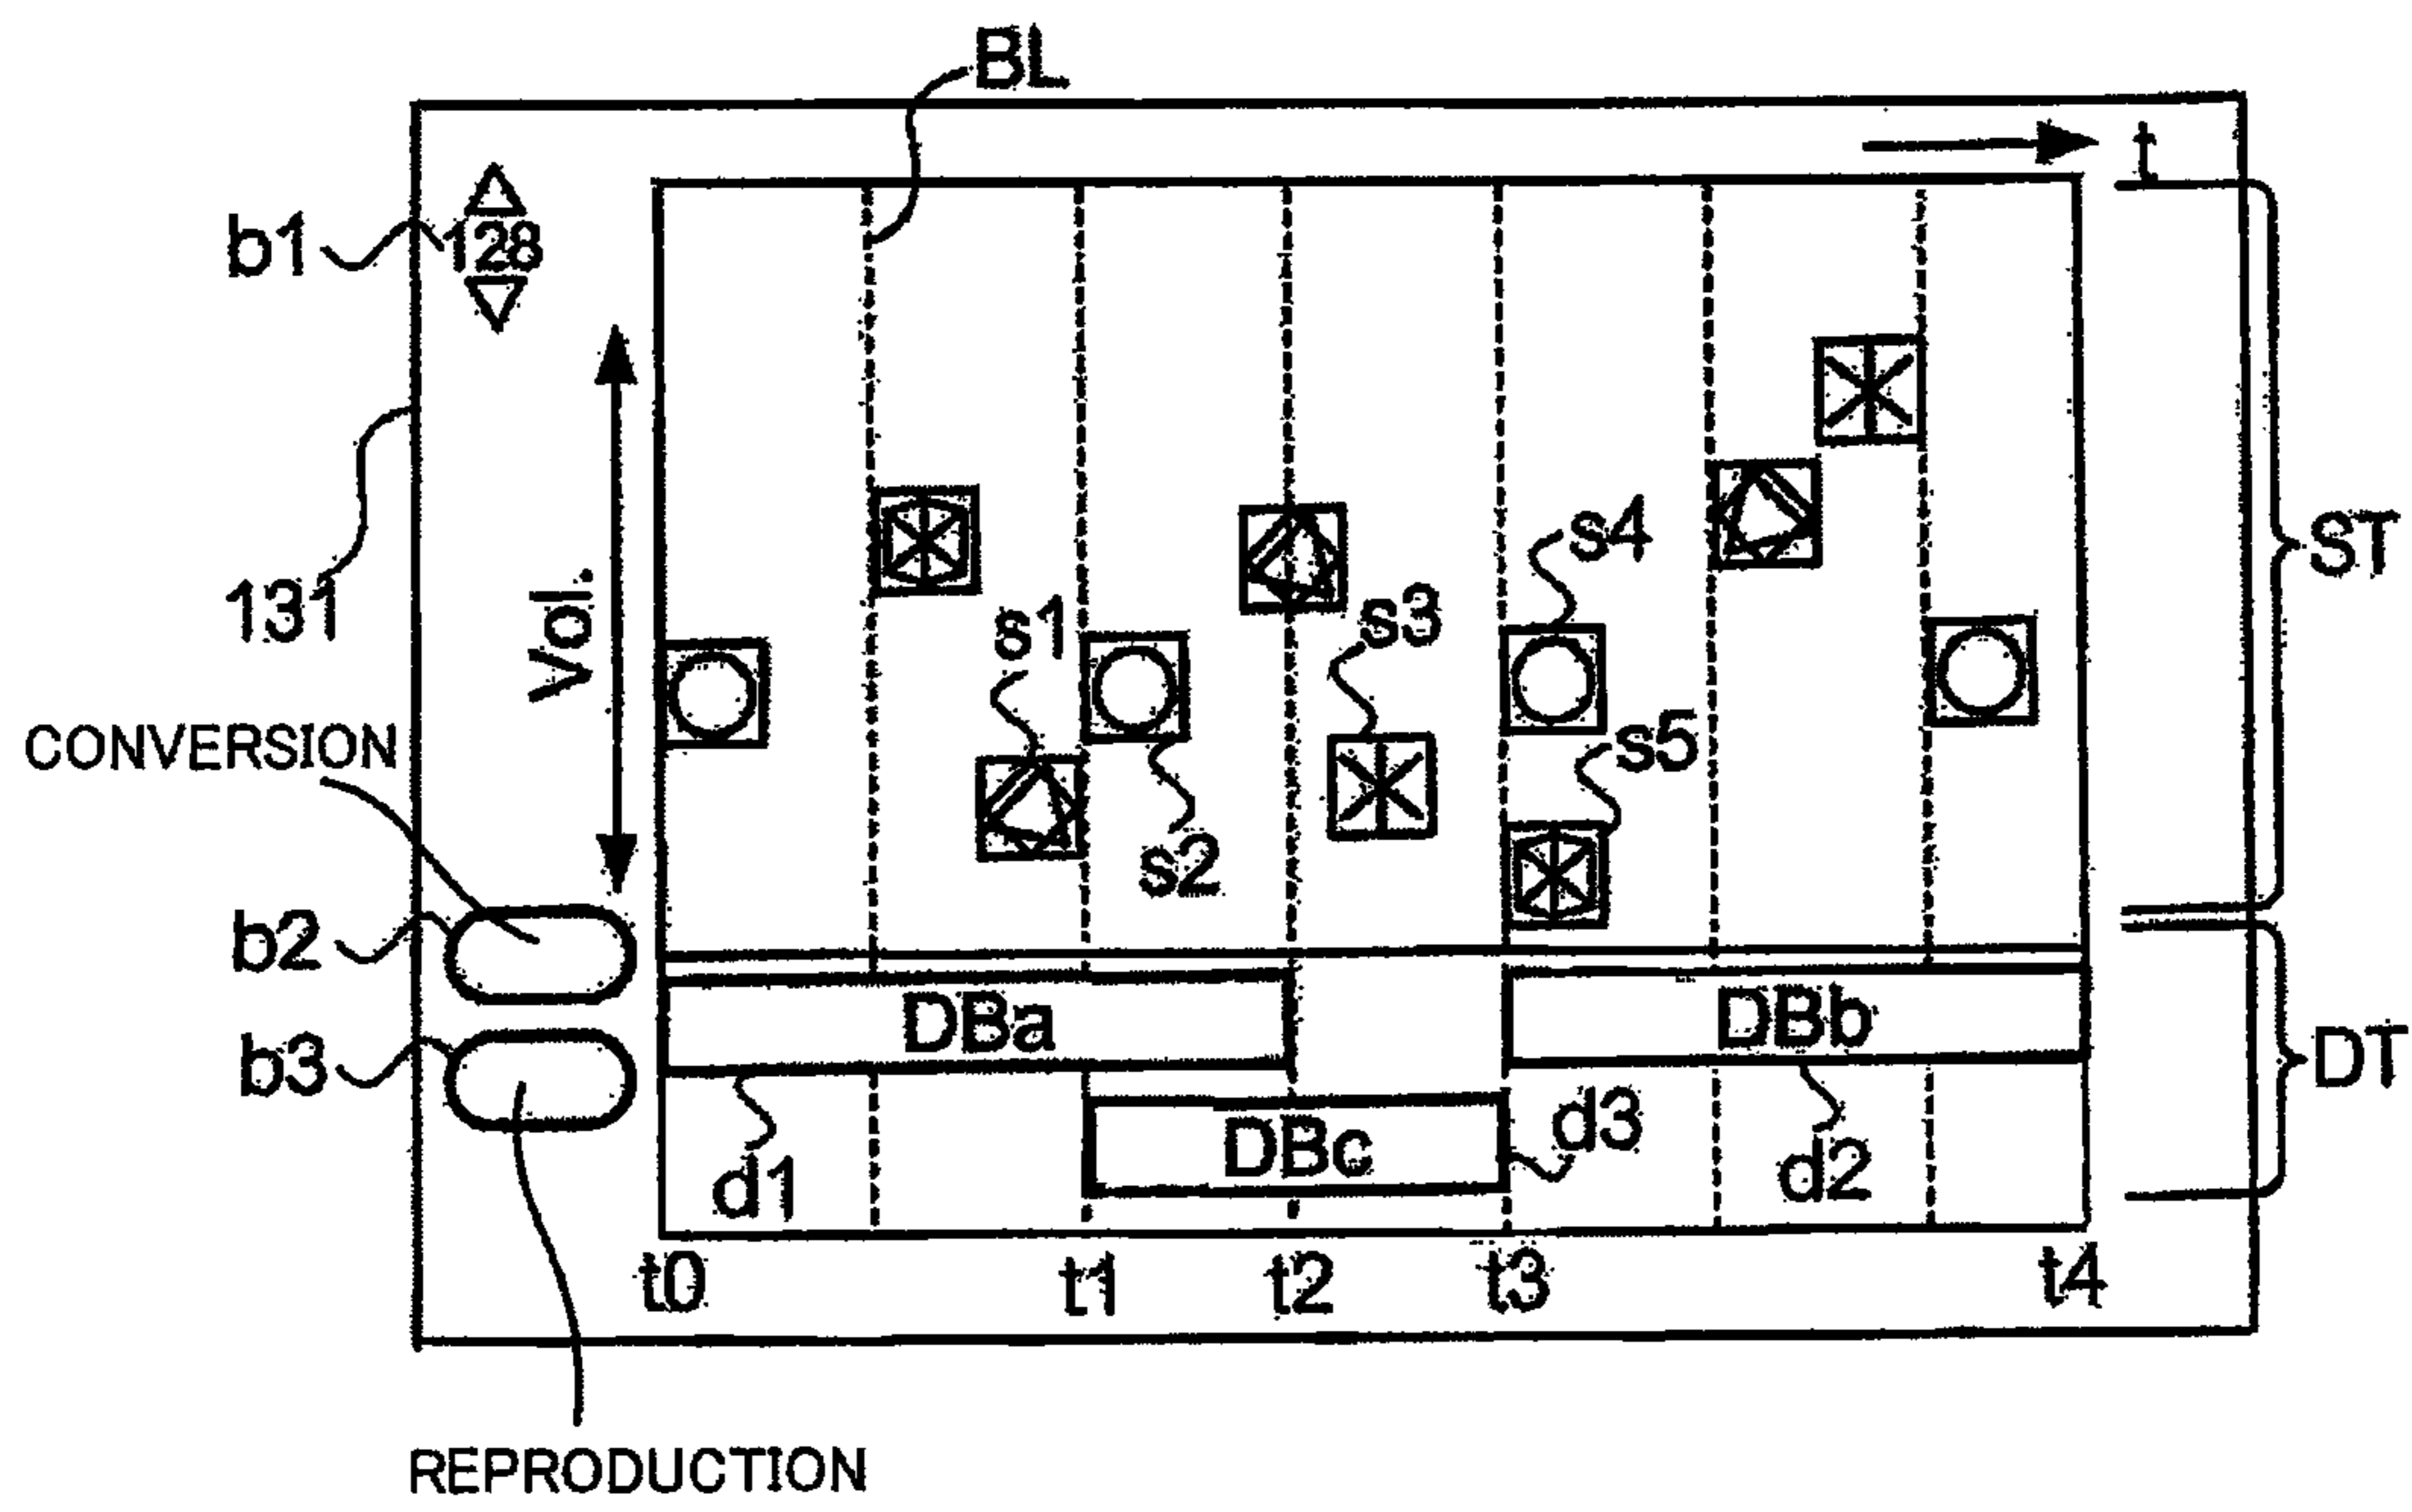 BL
t
b1
128
131
Vol.
s1
s2
s3
s4
s5
ST
CONVERSION
b2
b3
DBa
DBb
DBc
DT
d1
d3
d2
t0
t1
t2
t3
t4
REPRODUCTION